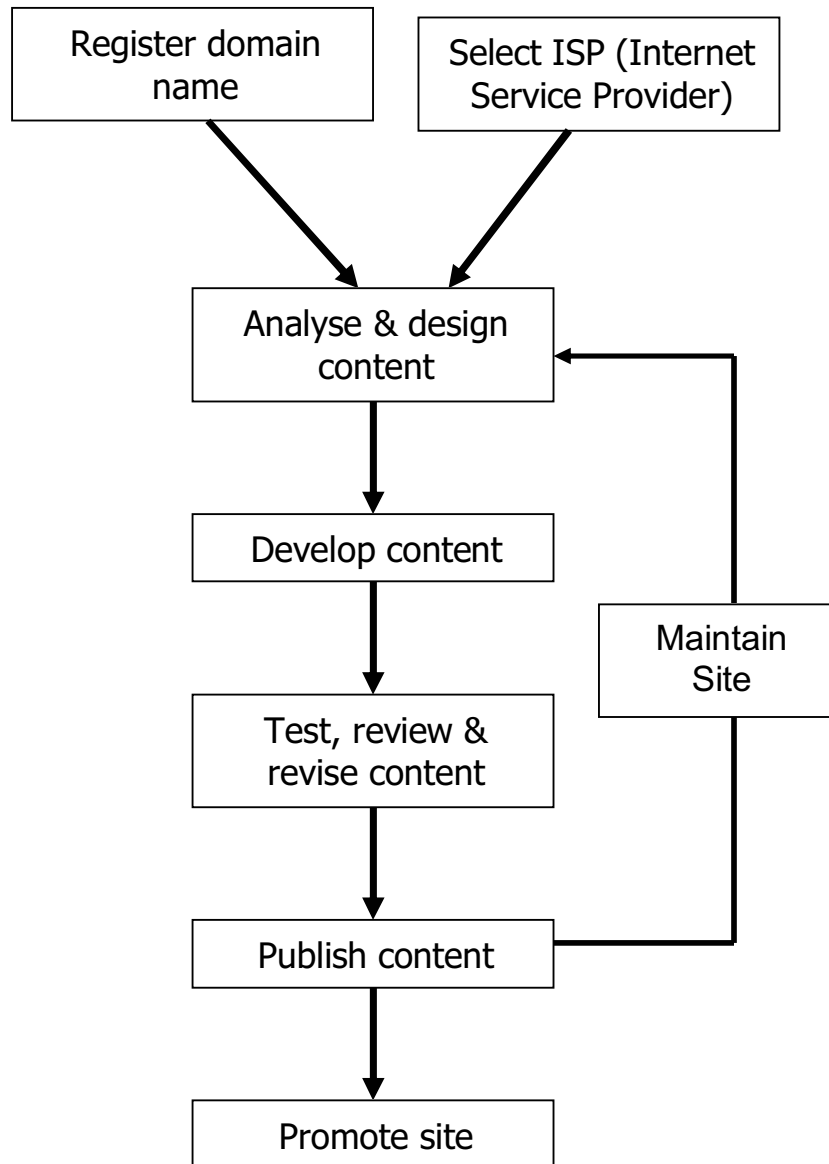 Register domain
name
Select ISP (Internet
Service Provider)
Analyse & design
content
Develop content
Maintain
Site
Test, review &
revise content
Publish content
Promote site